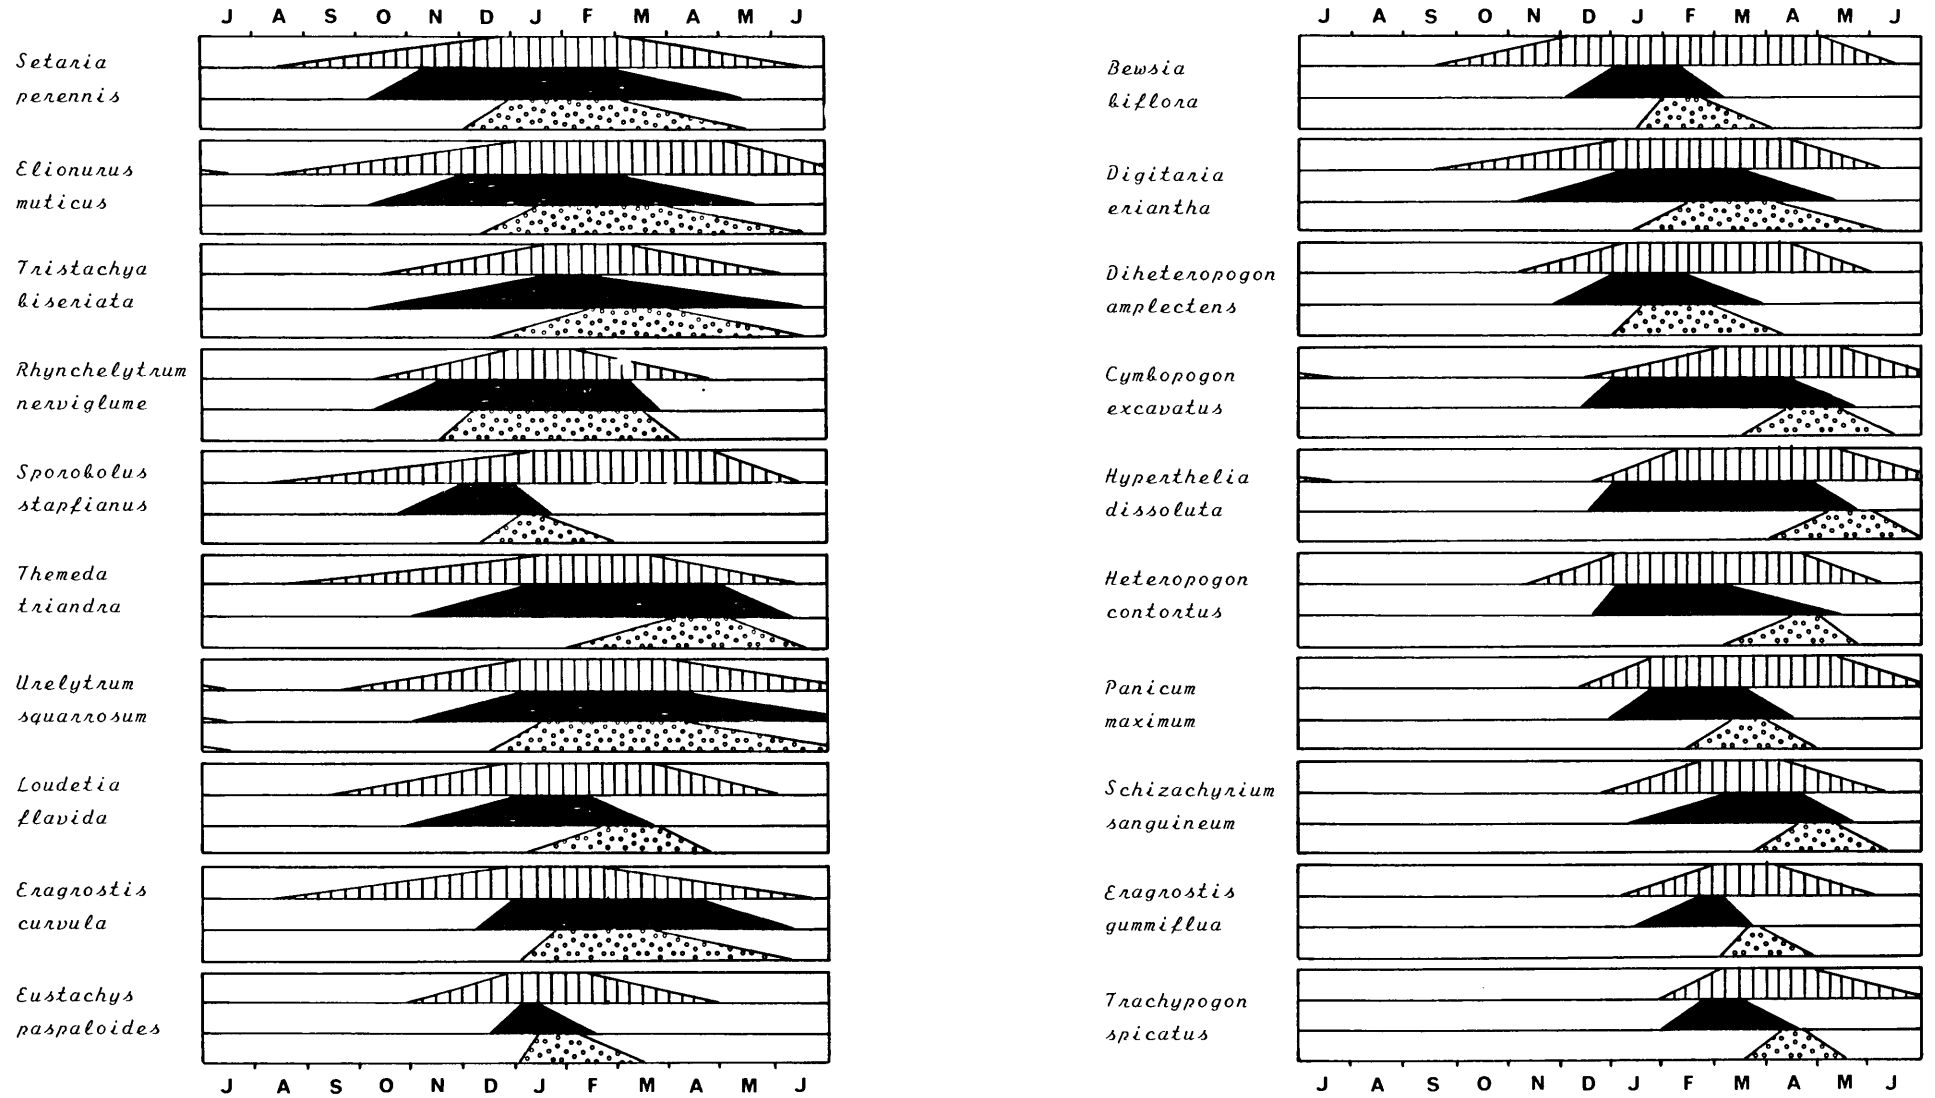 J A S O N D J F M A M J
Setaria
perennis
Elionurus
muticus
Tristachya
biseriata
Rhynchelytrum
nerviglume
Sporobolus
stapfianus
Themeda
triandra
Urelytrum
squarrosum
Loudetia
flavida
Eragrostis
curvula
Eustachys
paspaloides
J A S O N D J F M A M J
J A S O N D J F M A M J
Bewsia
biflora
Digitaria
eriantha
Diheteropogon
amplectens
Cymbopogon
excavatus
Hyperthelia
dissoluta
Heteropogon
contortus
Panicum
maximum
Schizachyrium
sanguineum
Eragrostis
gummiflua
Trachypogon
spicatus
J A S O N D J F M A M J